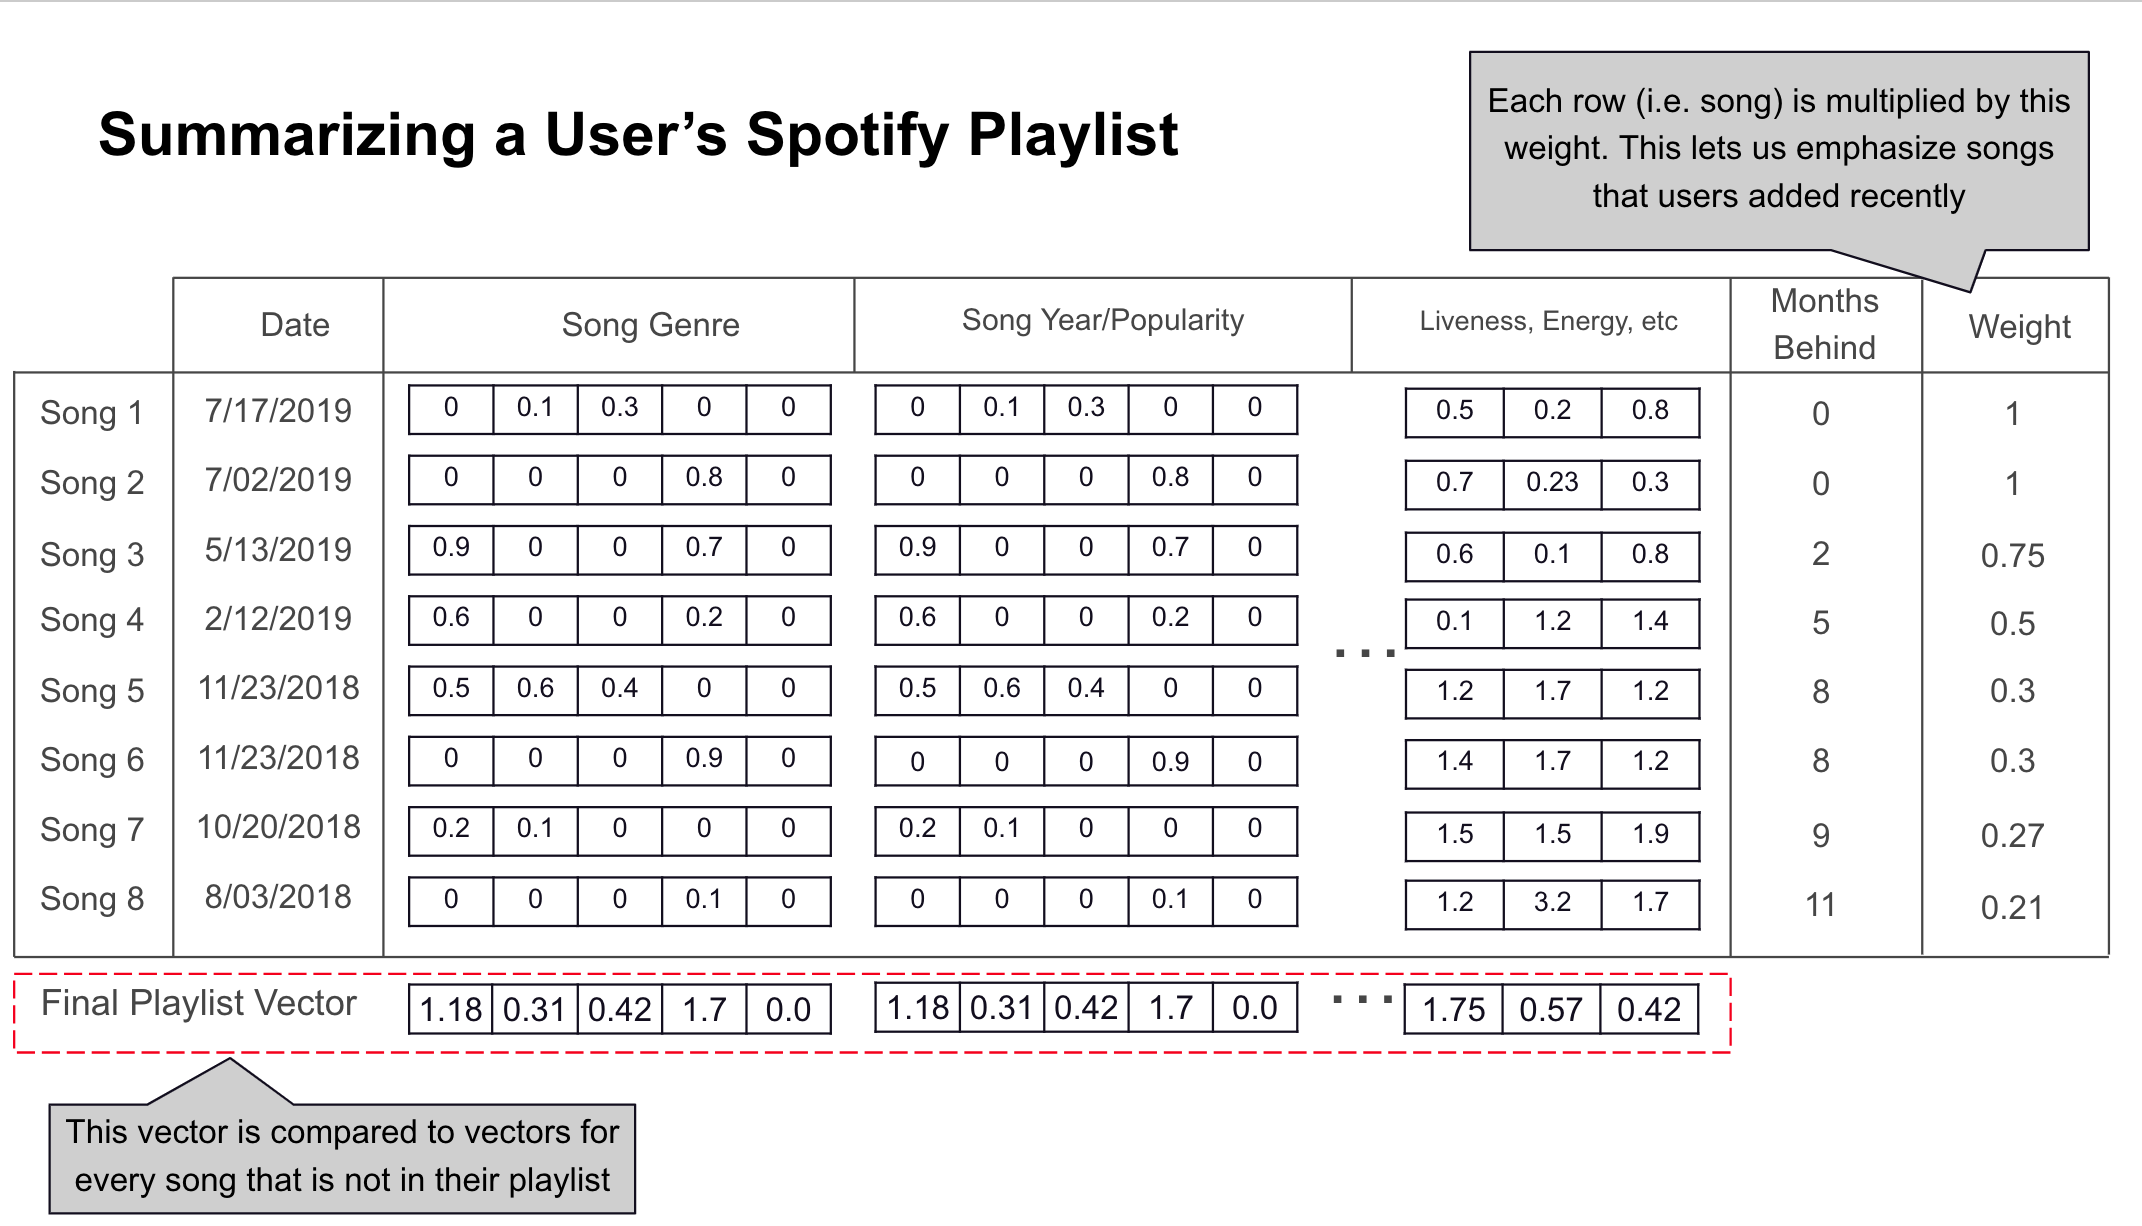 Summarizing a User’s Spotify Playlist
Each row (i.e. song) is multiplied by this
weight. This lets us emphasize songs
that users added recently
Date Song Genre Song Year/Popularity Liveness, Energy, etc Months Behind Weight
Song 1 7/17/2019 0 0.1 0.3 0 0 0 0.1 0.3 0 0 0.5 0.2 0.8 0 1
Song 2 7/02/2019 0 0 0 0.8 0 0 0 0 0.8 0 0.7 0.23 0.3 0 1
Song 3 5/13/2019 0.9 0 0 0.7 0 0.9 0 0 0.7 0 0.6 0.1 0.8 2 0.75
Song 4 2/12/2019 0.6 0 0 0.2 0 0.6 0 0 0.2 0 0.1 1.2 1.4 5 0.5
...
Song 5 11/23/2018 0.5 0.6 0.4 0 0 0.5 0.6 0.4 0 0 1.2 1.7 1.2 8 0.3
Song 6 11/23/2018 0 0 0 0.9 0 0 0 0 0.9 0 1.4 1.7 1.2 8 0.3
Song 7 10/20/2018 0.2 0.1 0 0 0 0.2 0.1 0 0 0 1.5 1.5 1.9 9 0.27
Song 8 8/03/2018 0 0 0 0.1 0 0 0 0 0.1 0 1.2 3.2 1.7 11 0.21
Final Playlist Vector 1.18 0.31 0.42 1.7 0.0 1.18 0.31 0.42 1.7 0.0 ... 1.75 0.57 0.42
This vector is compared to vectors for
every song that is not in their playlist